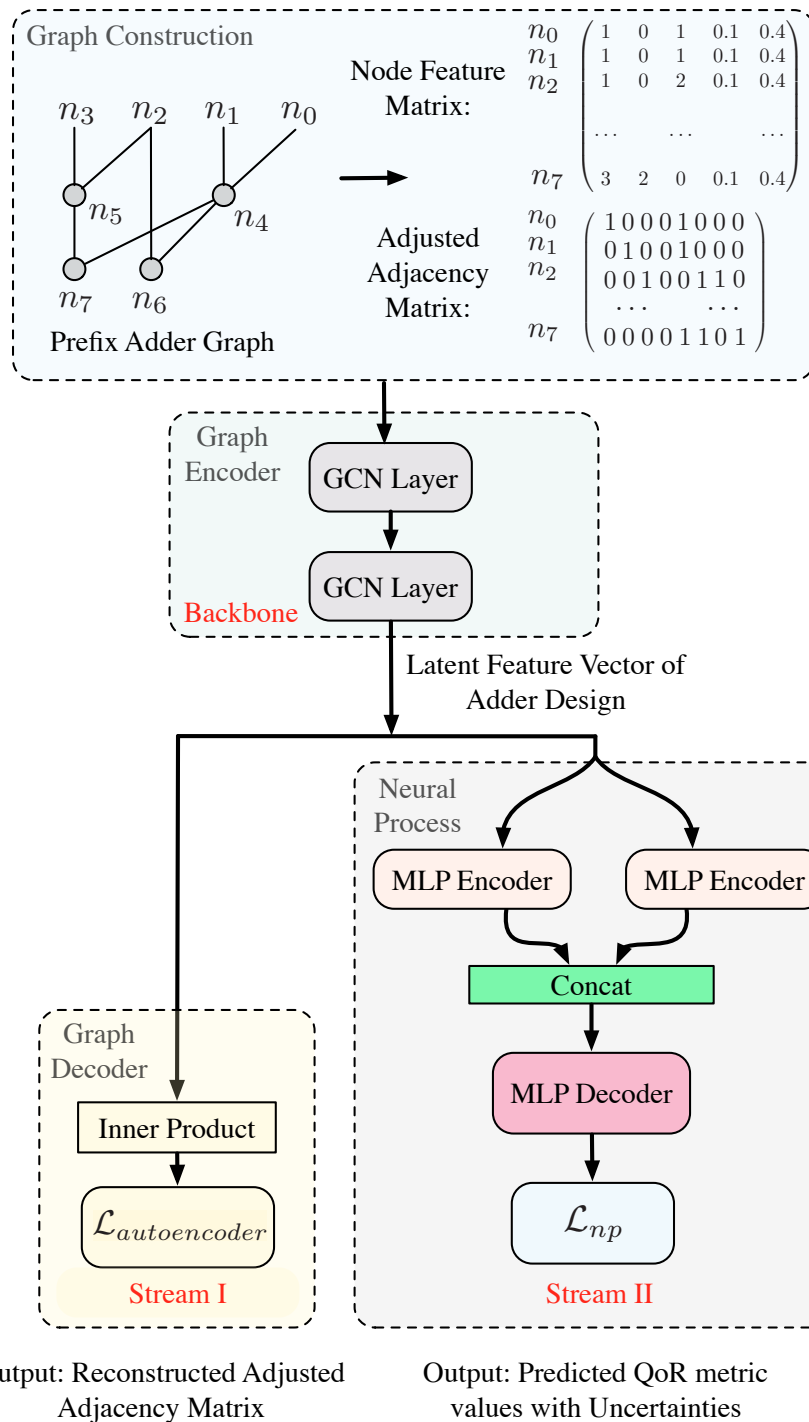 Graph Construction
n3 n2 n1 n0
n5 n4
n7 n6
Prefix Adder Graph
Node Feature
Matrix:
n0 1 0 1 0.1 0.4
n1 1 0 1 0.1 0.4
n2 1 0 2 0.1 0.4
... ... ...
n7 3 2 0 0.1 0.4
Adjusted
Adjacency
Matrix:
n0 1 0 0 0 1 0 0 0
n1 0 1 0 0 1 0 0 0
n2 0 0 1 0 0 1 1 0
... ...
n7 0 0 0 0 1 1 0 1
Graph
Encoder
GCN Layer
GCN Layer
Backbone
Latent Feature Vector of
Adder Design
Neural
Process
MLP Encoder MLP Encoder
Concat
MLP Decoder
ℒnp
Stream II
Graph
Decoder
Inner Product
ℒautoencoder
Stream I
utput: Reconstructed Adjusted
Adjacency Matrix
Output: Predicted QoR metric
values with Uncertainties